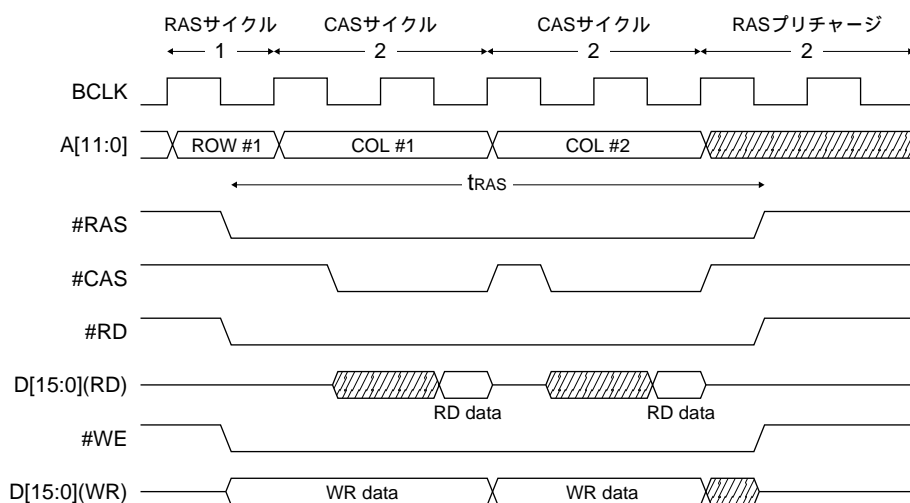 RASサイクル CASサイクル CASサイクル RASプリチャージ
1 2 2 2
BCLK
A[11:0] ROW #1 COL #1 COL #2
tRAS
#RAS
#CAS
#RD
D[15:0](RD)
RD data RD data
#WE
D[15:0](WR) WR data WR data